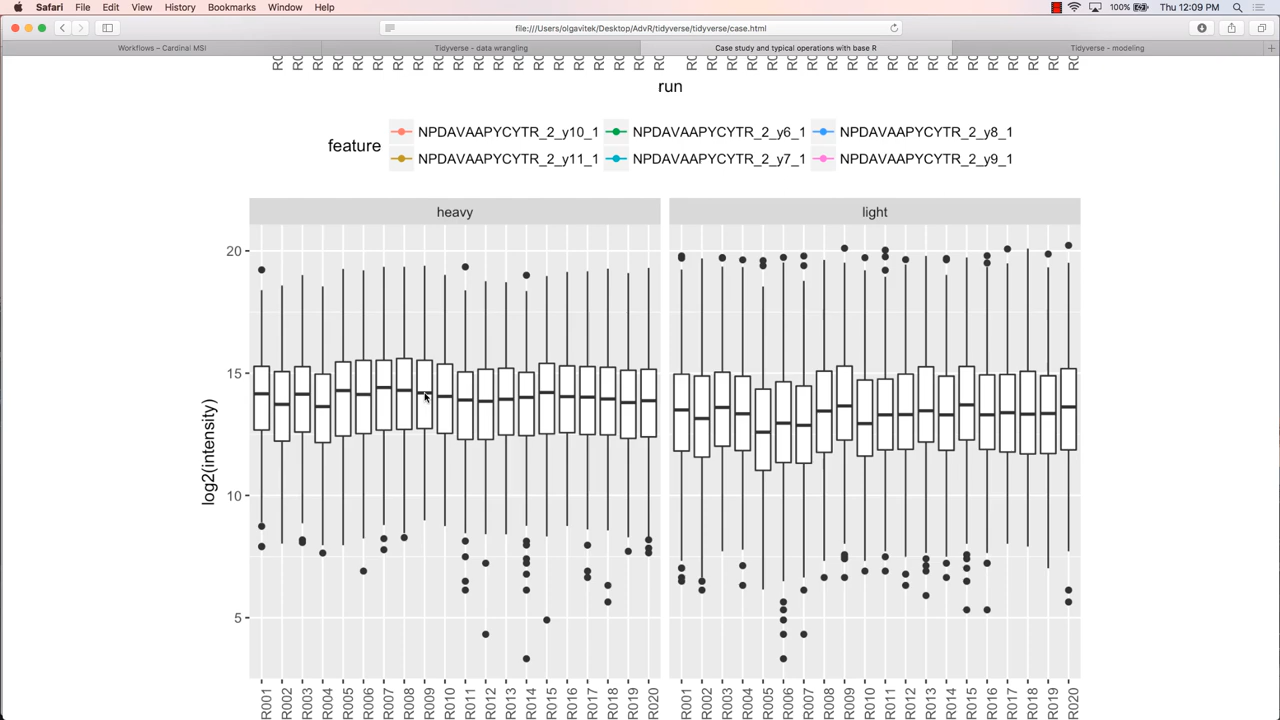 Safari File Edit View History Bookmarks Window Help 100% Thu 12:09 PM
file:///Users/olgavitek/Desktop/AdvR/tidyverse/tidyverse/case.html
Workflows – Cardinal MSI Tidyverse - data wrangling Case study and typical operations with base R Tidyverse - modeling
run
feature NPDAVAAPYCYTR_2_y10_1 NPDAVAAPYCYTR_2_y6_1 NPDAVAAPYCYTR_2_y8_1
NPDAVAAPYCYTR_2_y11_1 NPDAVAAPYCYTR_2_y7_1 NPDAVAAPYCYTR_2_y9_1
heavy light
20
15
10
5
log2(intensity)
R001 R002 R003 R004 R005 R006 R007 R008 R009 R010 R011 R012 R013 R014 R015 R016 R017 R018 R019 R020 R001 R002 R003 R004 R005 R006 R007 R008 R009 R010 R011 R012 R013 R014 R015 R016 R017 R018 R019 R020